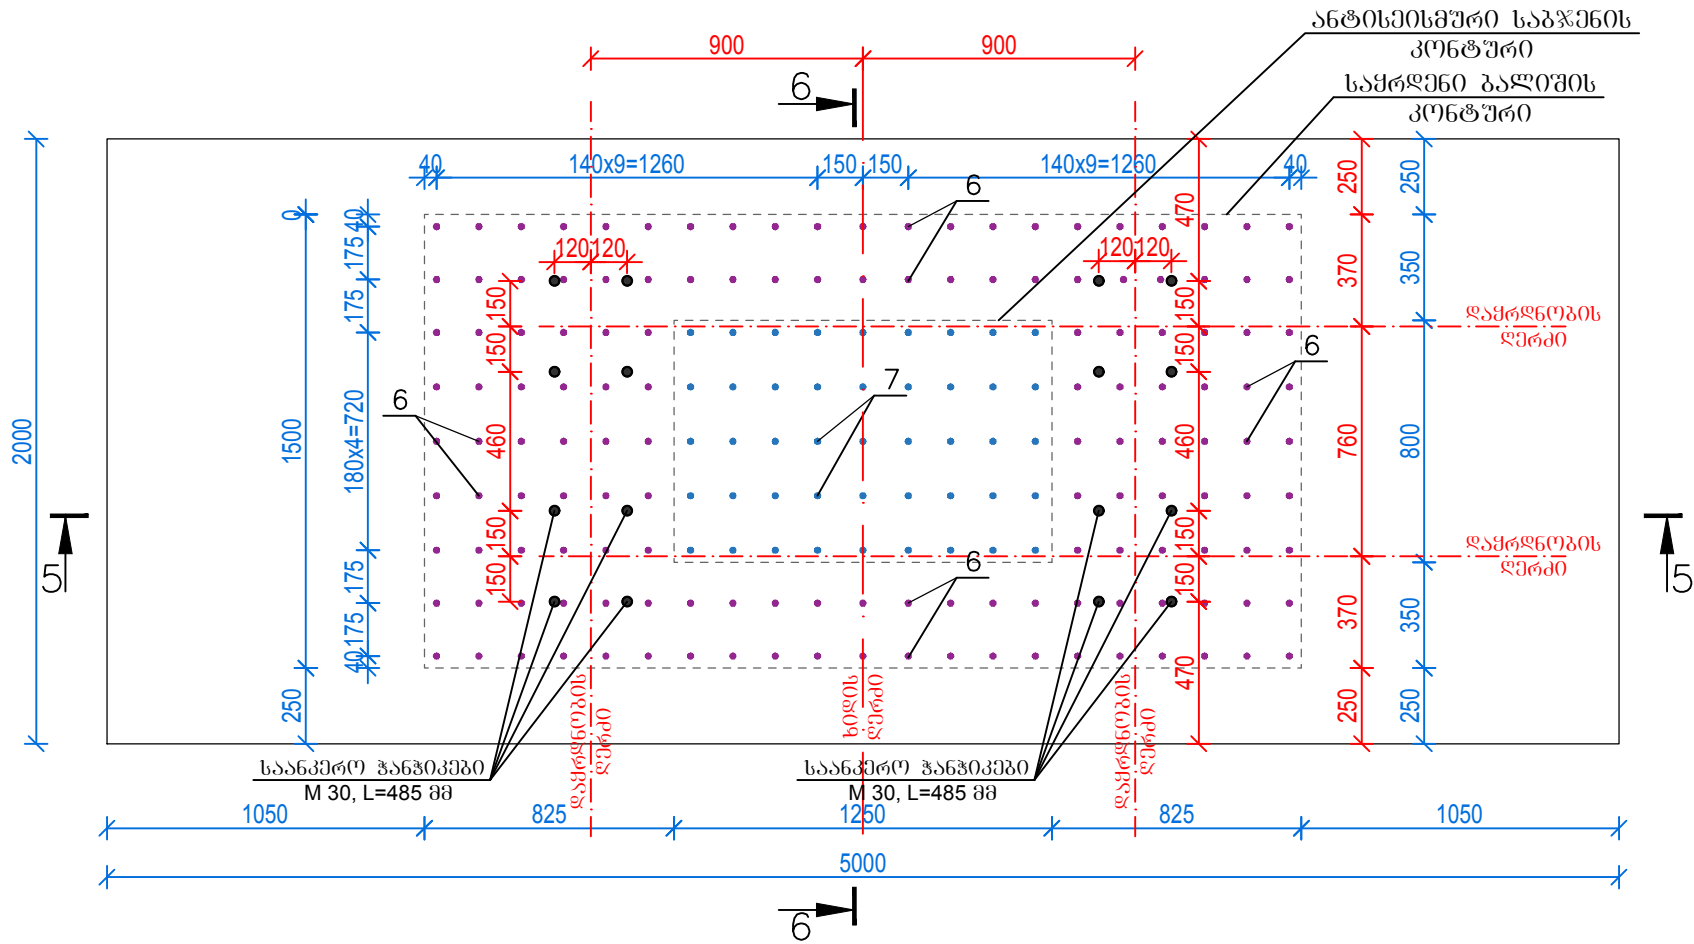 ანტისეისმური საბჯენის
კონტური
საყრდენი ბალიშის
კონტური
900
900
6
40
140x9=1260
150
150
140x9=1260
40
6
470
250
250
0
40
175
120
120
120
120
175
150
150
370
350
დაყრდნობის
ღერძი
150
150
6
7
6
2000
1500
180x4=720
460
460
760
800
150
150
დაყრდნობის
ღერძი
5
5
175
150
150
6
370
350
175
40
470
250
250
250
დაყრდნობის
ღერძი
ხიდის
ღერძი
დაყრდნობის
ღერძი
საანკერო ჭანჭიკები
M 30, L=485 მმ
საანკერო ჭანჭიკები
M 30, L=485 მმ
1050
825
1250
825
1050
5000
6